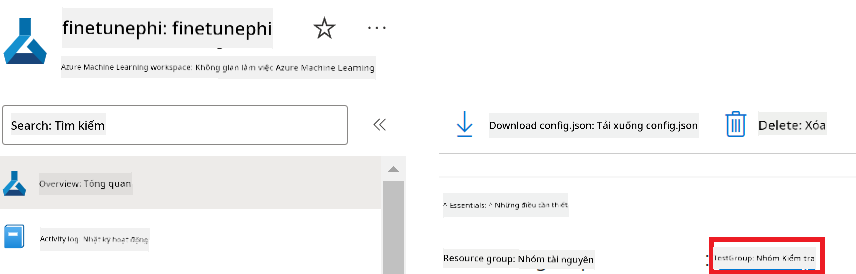 finetunephi: finetunephi
Azure Machine Learning workspace: Không gian làm việc Azure Machine Learning
Search: Tìm kiếm
Download config.json: Tải xuống config.json
Delete: Xóa
Overview: Tổng quan
^ Essentials: ^ Những điều cần thiết
Activity log: Nhật ký hoạt động
Resource group: Nhóm tài nguyên
: TestGroup: Nhóm Kiểm tra